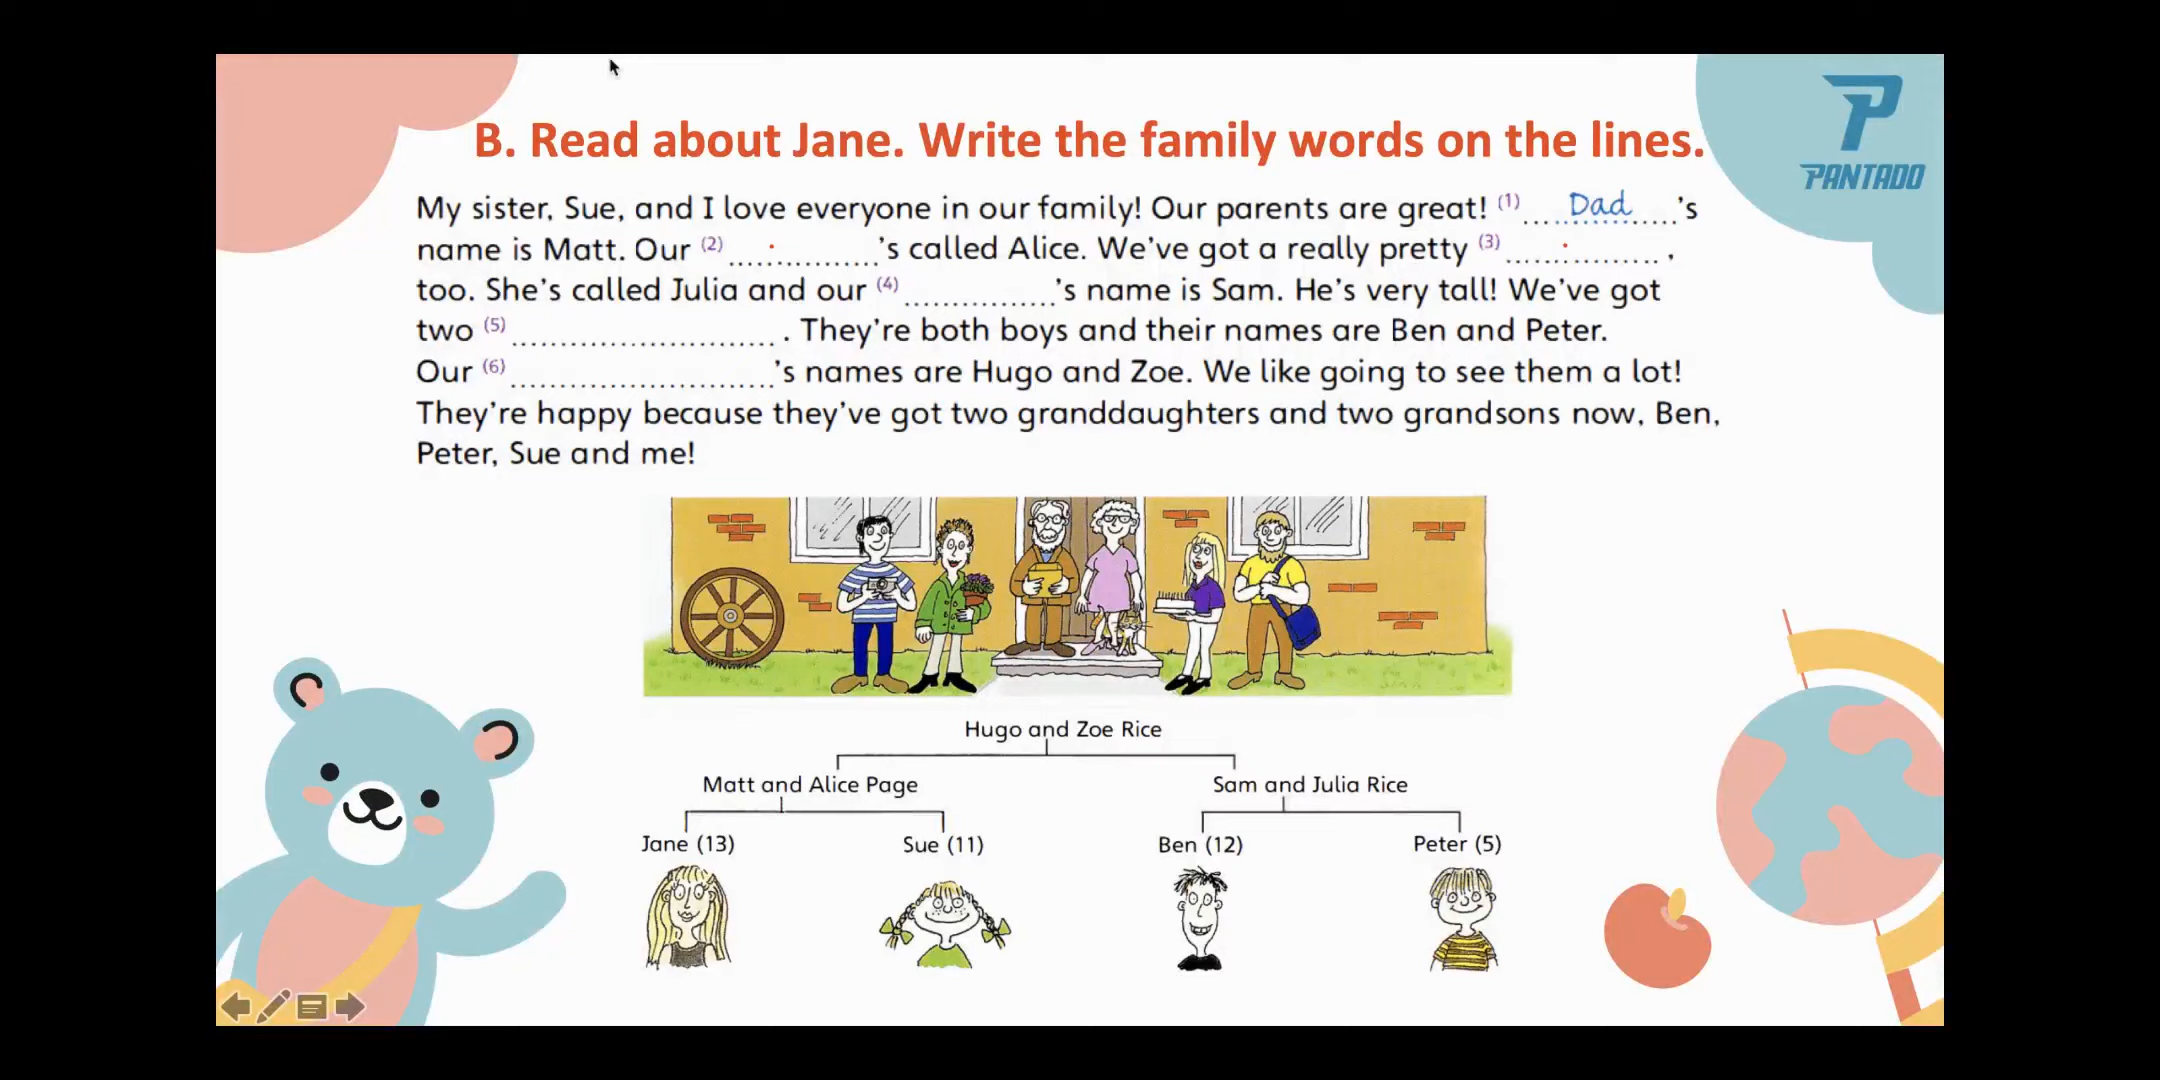 P
PANTADO
B. Read about Jane. Write the family words on the lines.
My sister, Sue, and I love everyone in our family! Our parents are great! (1) ....Dad....'s
name is Matt. Our (2) ................'s called Alice. We've got a really pretty (3) ................ ,
too. She's called Julia and our (4) ................'s name is Sam. He's very tall! We've got
two (5) ........................... . They're both boys and their names are Ben and Peter.
Our (6) ...........................'s names are Hugo and Zoe. We like going to see them a lot!
They're happy because they've got two granddaughters and two grandsons now, Ben,
Peter, Sue and me!
Hugo and Zoe Rice
Matt and Alice Page Sam and Julia Rice
Jane (13) Sue (11) Ben (12) Peter (5)